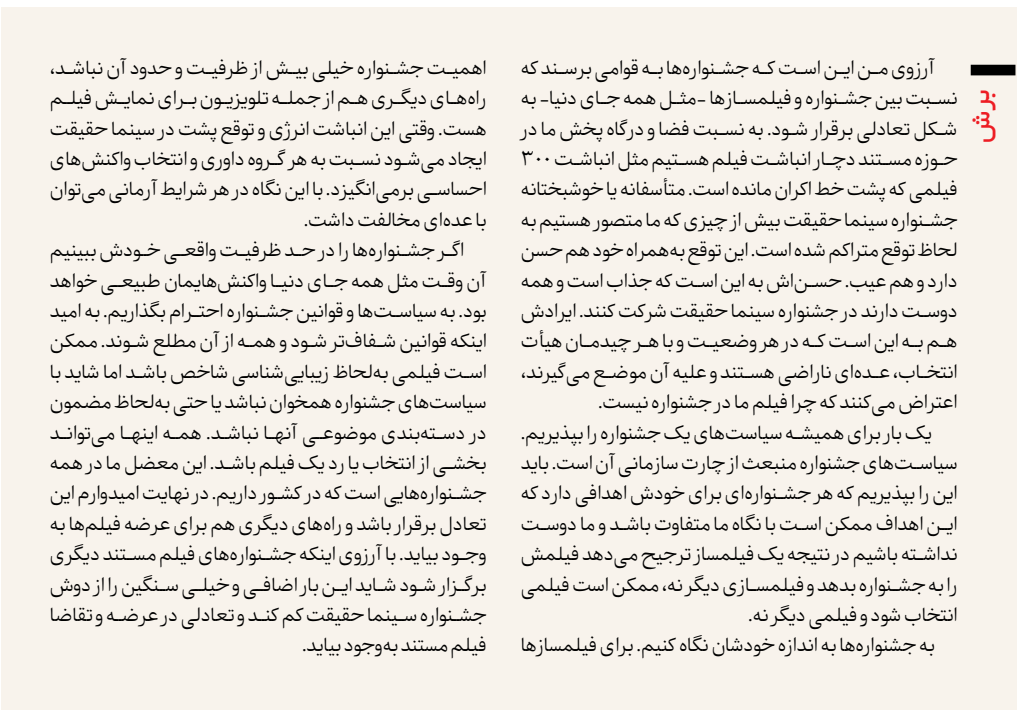 برش
آرزوی من این است که جشنواره‌ها به قوامی برسند که
نسبت بین جشنواره و فیلمسازها -مثل همه جای دنیا- به
شکل تعادلی برقرار شود. به نسبت فضا و درگاه پخش ما در
حوزه مستند دچار انباشت فیلم هستیم مثل انباشت ۳۰۰
فیلمی که پشت خط اکران مانده است. متأسفانه یا خوشبختانه
جشنواره سینما حقیقت بیش از چیزی که ما متصور هستیم به
لحاظ توقع متراکم شده است. این توقع به‌همراه خود هم حسن
دارد و هم عیب. حسن‌اش به این است که جذاب است و همه
دوست دارند در جشنواره سینما حقیقت شرکت کنند. ایرادش
هم به این است که در هر وضعیت و با هر چیدمان هیأت
انتخاب، عده‌ای ناراضی هستند و علیه آن موضع می‌گیرند،
اعتراض می‌کنند که چرا فیلم ما در جشنواره نیست.
یک بار برای همیشه سیاست‌های یک جشنواره را بپذیریم.
سیاست‌های جشنواره منبعث از چارت سازمانی آن است. باید
این را بپذیریم که هر جشنواره‌ای برای خودش اهدافی دارد که
این اهداف ممکن است با نگاه ما متفاوت باشد و ما دوست
نداشته باشیم در نتیجه یک فیلمساز ترجیح می‌دهد فیلمش
را به جشنواره بدهد و فیلمسازی دیگر نه، ممکن است فیلمی
انتخاب شود و فیلمی دیگر نه.
به جشنواره‌ها به اندازه خودشان نگاه کنیم. برای فیلمسازها
اهمیت جشنواره خیلی بیش از ظرفیت و حدود آن نباشد،
راه‌های دیگری هم از جمله تلویزیون برای نمایش فیلم
هست. وقتی این انباشت انرژی و توقع پشت در سینما حقیقت
ایجاد می‌شود نسبت به هر گروه داوری و انتخاب واکنش‌های
احساسی برمی‌انگیزد. با این نگاه در هر شرایط آرمانی می‌توان
با عده‌ای مخالفت داشت.
اگر جشنواره‌ها را در حد ظرفیت واقعی خودش ببینیم
آن وقت مثل همه جای دنیا واکنش‌هایمان طبیعی خواهد
بود. به سیاست‌ها و قوانین جشنواره احترام بگذاریم. به امید
اینکه قوانین شفاف‌تر شود و همه از آن مطلع شوند. ممکن
است فیلمی به‌لحاظ زیبایی‌شناسی شاخص باشد اما شاید با
سیاست‌های جشنواره همخوان نباشد یا حتی به‌لحاظ مضمون
در دسته‌بندی موضوعی آنها نباشد. همه اینها می‌تواند
بخشی از انتخاب یا رد یک فیلم باشد. این معضل ما در همه
جشنواره‌هایی است که در کشور داریم. در نهایت امیدوارم این
تعادل برقرار باشد و راه‌های دیگری هم برای عرضه فیلم‌ها به
وجود بیاید. با آرزوی اینکه جشنواره‌های فیلم مستند دیگری
برگزار شود شاید این بار اضافی و خیلی سنگین را از دوش
جشنواره سینما حقیقت کم کند و تعادلی در عرضه و تقاضا
فیلم مستند به‌وجود بیاید.